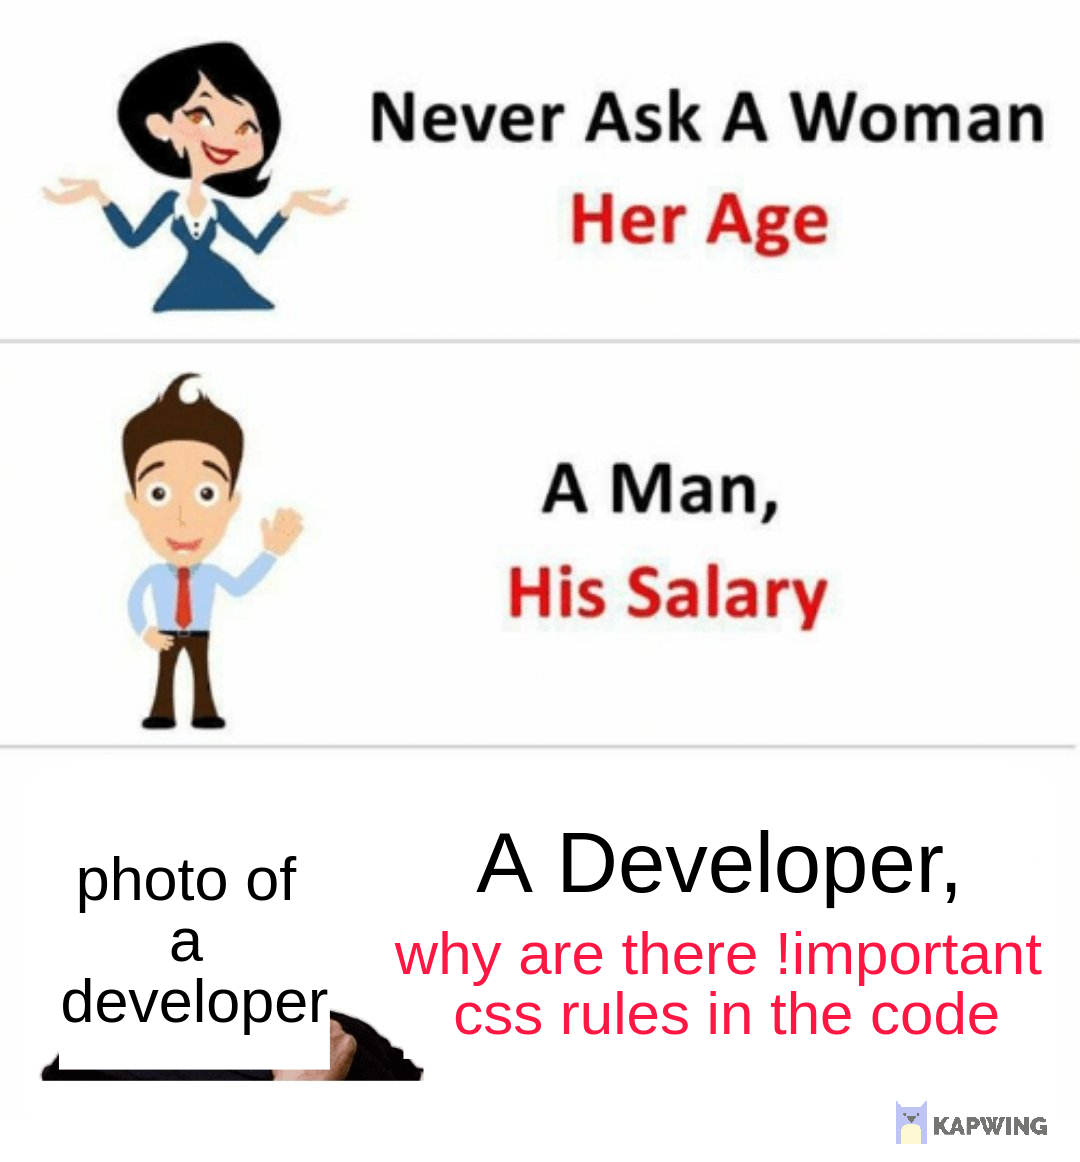 Never Ask A Woman
Her Age
A Man,
His Salary
photo of
a
developer
A Developer,
why are there !important
css rules in the code
KAPWING